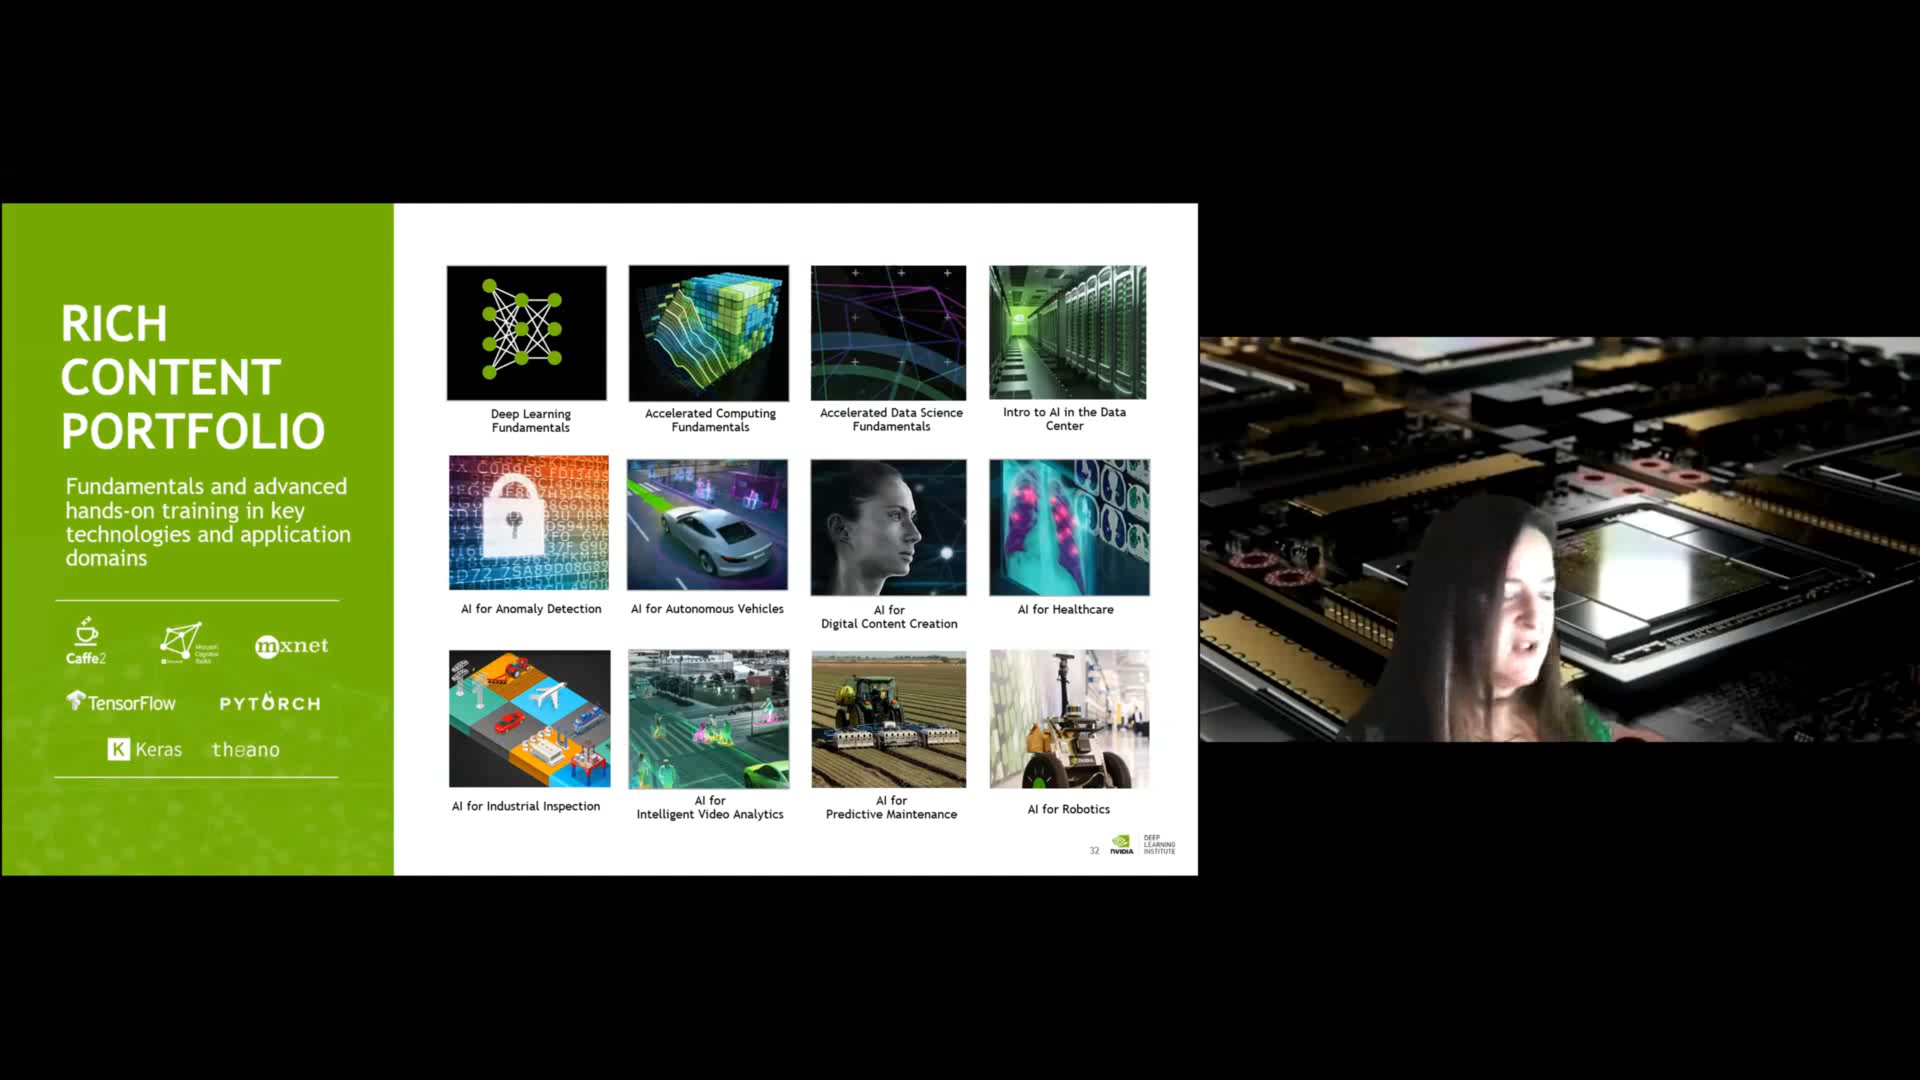 RICH
CONTENT
PORTFOLIO
Fundamentals and advanced
hands-on training in key
technologies and application
domains
Caffe2
Microsoft
Cognitive
Toolkit
mxnet
TensorFlow
PYTORCH
K Keras
theano
Deep Learning
Fundamentals
Accelerated Computing
Fundamentals
Accelerated Data Science
Fundamentals
Intro to AI in the Data
Center
AI for Anomaly Detection
AI for Autonomous Vehicles
AI for
Digital Content Creation
AI for Healthcare
AI for Industrial Inspection
AI for
Intelligent Video Analytics
AI for
Predictive Maintenance
AI for Robotics
32
NVIDIA
DEEP
LEARNING
INSTITUTE